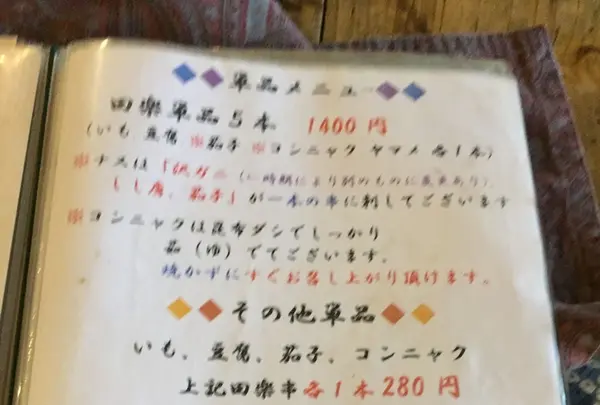 単品メニュー
田楽単品5本 1400円
(いも 豆腐 ※茄子 ※コンニャク ヤマメ 各1本)
※ナスは「沢ガニ(時期により別のものに変更あり)、
しし唐、茄子」が一本の串に刺してございます
※コンニャクは昆布ダシでしっかり
茹(ゆ)でてございます。
焼かずにすぐお召し上がり頂けます。
その他単品
いも、豆腐、茄子、コンニャク
上記田楽串各1本280円